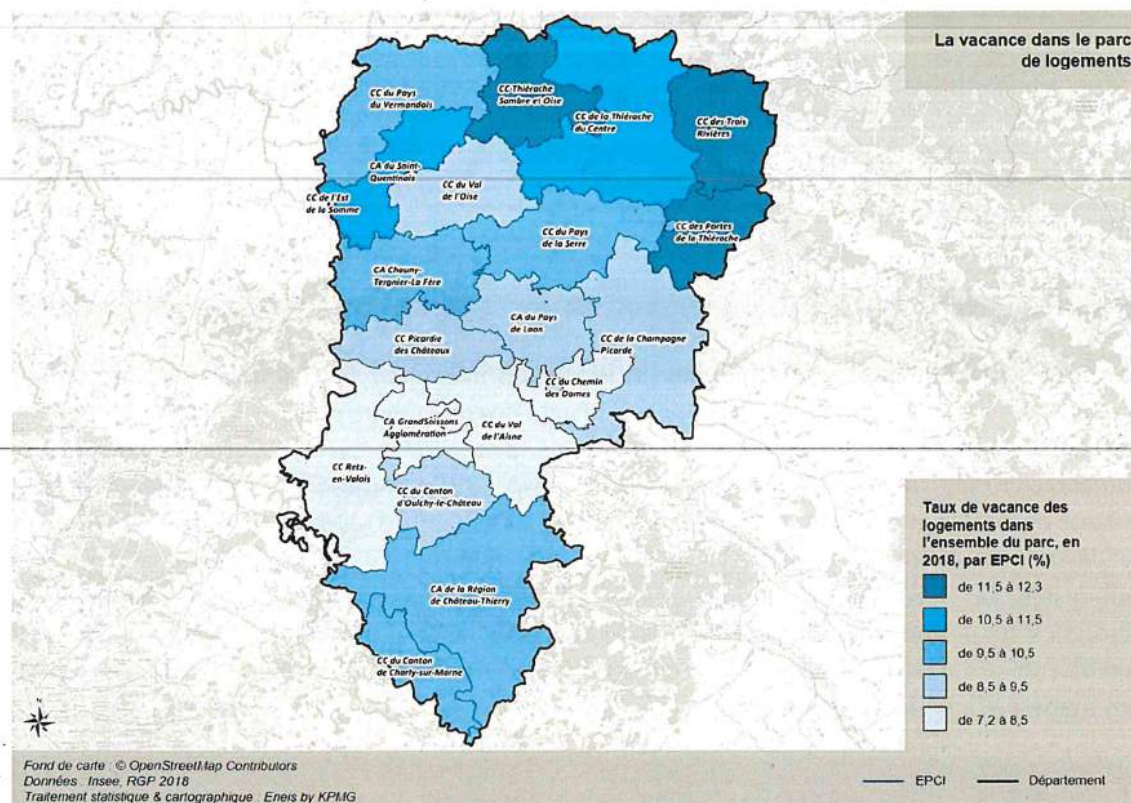 La vacance dans le parc
de logements
CC du Pays
du Vermandois
CC Thiérache
Sambre et Oise
CC de la Thiérache
du Centre
CC des Trois
Rivières
CA du Saint-
Quentinois
CC du Val
de l'Oise
CC de l'Est
de la Somme
CC du Pays
de la Serre
CC des Portes
de la Thiérache
CA Chauny-
Tergnier-La Fère
CA du Pays
de Laon
CC Picardie
des Châteaux
CC de la Champagne
Picarde
CC du Chemin
des Dames
CA GrandSoissons
Agglomération
CC du Val
de l'Aisne
CC Retz-
en-Valois
CC du Canton
d'Oulchy-le-Château
CA de la Région
de Château-Thierry
CC du Canton
de Charly-sur-Marne
Taux de vacance des
logements dans
l'ensemble du parc, en
2018, par EPCI (%)
de 11,5 à 12,3
de 10,5 à 11,5
de 9,5 à 10,5
de 8,5 à 9,5
de 7,2 à 8,5
N
Fond de carte : © OpenStreetMap Contributors
Données : Insee, RGP 2018
Traitement statistique & cartographique : Eneis by KPMG
EPCI
Département